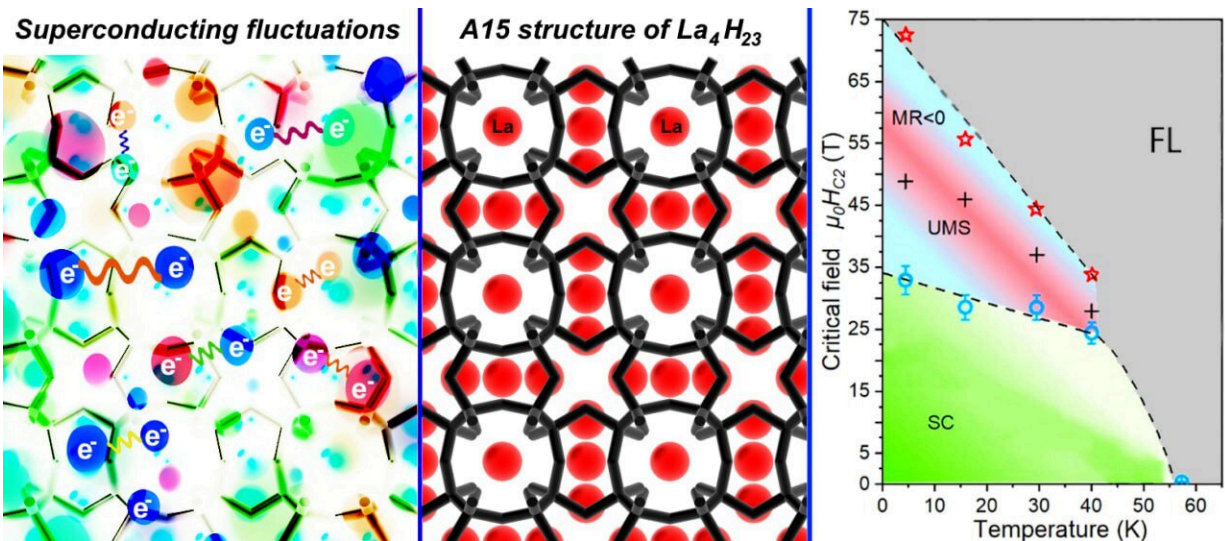 Superconducting fluctuations
e-
e-
e-
e
e-
e-
e
e-
e-
e-
e-
e-
e-
e-
e-
A15 structure of La4H23
La
La
Critical field μ0HC2 (T)
75
65
55
45
35
25
15
5
0
MR<0
UMS
SC
FL
0
10
20
30
40
50
60
Temperature (K)